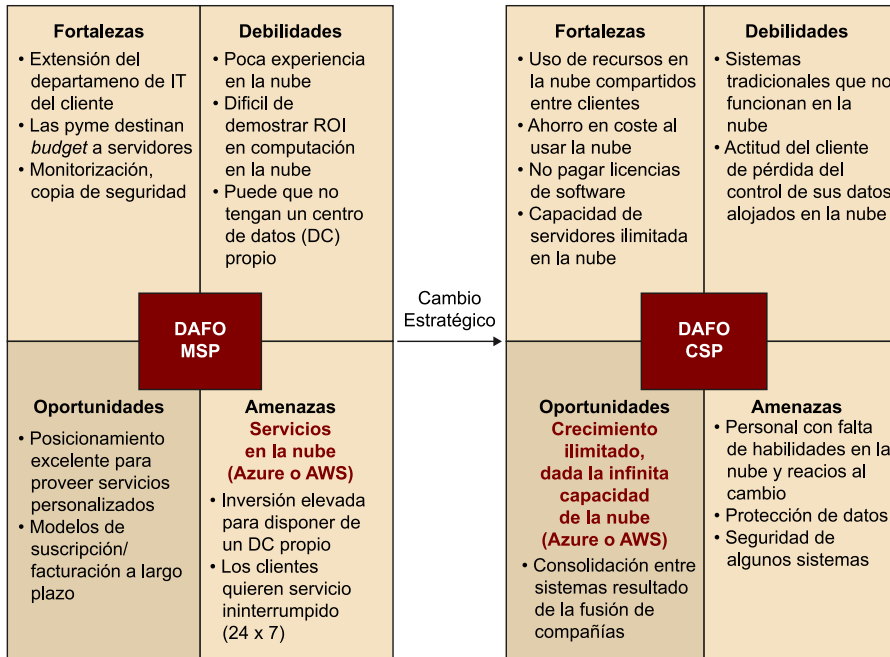 Fortalezas
• Extensión del
departameno de IT
del cliente
• Las pyme destinan
budget a servidores
• Monitorización,
copia de seguridad
Debilidades
• Poca experiencia
en la nube
• Dificil de
demostrar ROI
en computación
en la nube
• Puede que no
tengan un centro
de datos (DC)
propio
DAFO
MSP
Oportunidades
• Posicionamiento
excelente para
proveer servicios
personalizados
• Modelos de
suscripción/
facturación a largo
plazo
Amenazas
Servicios
en la nube
(Azure o AWS)
• Inversión elevada
para disponer de
un DC propio
• Los clientes
quieren servicio
ininterrumpido
(24 x 7)
Cambio
Estratégico
Fortalezas
• Uso de recursos en
la nube compartidos
entre clientes
• Ahorro en coste al
usar la nube
• No pagar licencias
de software
• Capacidad de
servidores ilimitada
en la nube
Debilidades
• Sistemas
tradicionales que no
funcionan en la
nube
• Actitud del cliente
de pérdida del
control de sus datos
alojados en la nube
DAFO
CSP
Oportunidades
Crecimiento
ilimitado,
dada la infinita
capacidad
de la nube
(Azure o AWS)
• Consolidación entre
sistemas resultado
de la fusión de
compañías
Amenazas
• Personal con falta
de habilidades en la
nube y reacios al
cambio
• Protección de datos
• Seguridad de
algunos sistemas